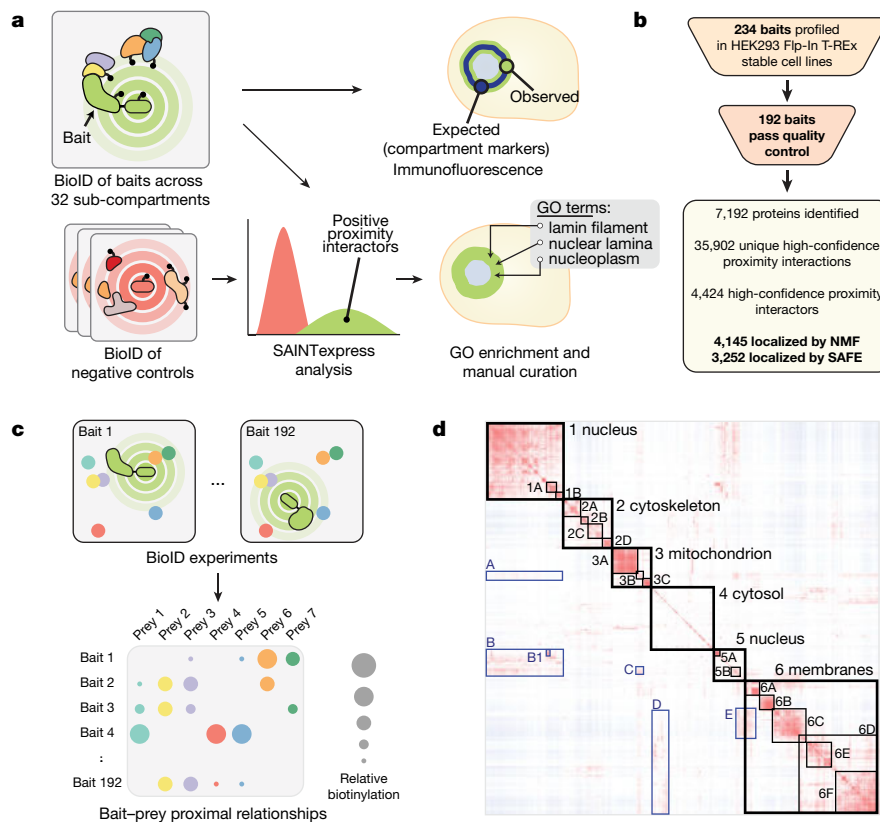 a
Bait
BioID of baits across
32 sub-compartments
Observed
Expected
(compartment markers)
Immunofluorescence
BioID of
negative controls
Positive
proximity
interactors
SAINTexpress
analysis
GO terms:
lamin filament
nuclear lamina
nucleoplasm
GO enrichment and
manual curation
b
234 baits profiled
in HEK293 Flp-In T-REx
stable cell lines
192 baits
pass quality
control
7,192 proteins identified
35,902 unique high-confidence
proximity interactions
4,424 high-confidence proximity
interactors
4,145 localized by NMF
3,252 localized by SAFE
c
Bait 1
...
Bait 192
BioID experiments
Prey 1
Prey 2
Prey 3
Prey 4
Prey 5
Prey 6
Prey 7
Bait 1
Bait 2
Bait 3
Bait 4
:
Bait 192
Relative
biotinylation
Bait–prey proximal relationships
d
1 nucleus
1A
1B
2 cytoskeleton
2A
2B
2C
2D
3 mitochondrion
3A
3B
3C
4 cytosol
5 nucleus
5A
5B
6 membranes
6A
6B
6C
6D
6E
6F
A
B
B1
C
D
E